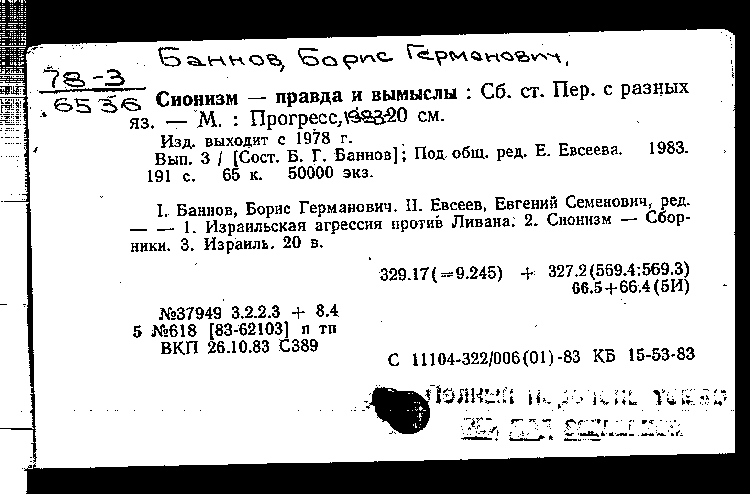 Баннов, Борис Германович,
78-3
6536
Сионизм — правда и вымыслы : Сб. ст. Пер. с разных
яз. — М. : Прогресс, 20 см.
Изд. выходит с 1978 г.
Вып. 3 / [Сост. Б. Г. Баннов]; Под общ. ред. Е. Евсеева. 1983.
191 с. 65 к. 50000 экз.
I. Баннов, Борис Германович. II. Евсеев, Евгений Семенович, ред.
— — 1. Израильская агрессия против Ливана. 2. Сионизм — Сбор-
ники. 3. Израиль. 20 в.
329.17(=9.245) + 327.2(569.4:569.3)
66.5+66.4(5И)
№37949 3.2.2.3 + 8.4
5 №618 [83-62103] п тп
ВКП 26.10.83 С389
С 11104-322/006(01)-83 КБ 15-53-83